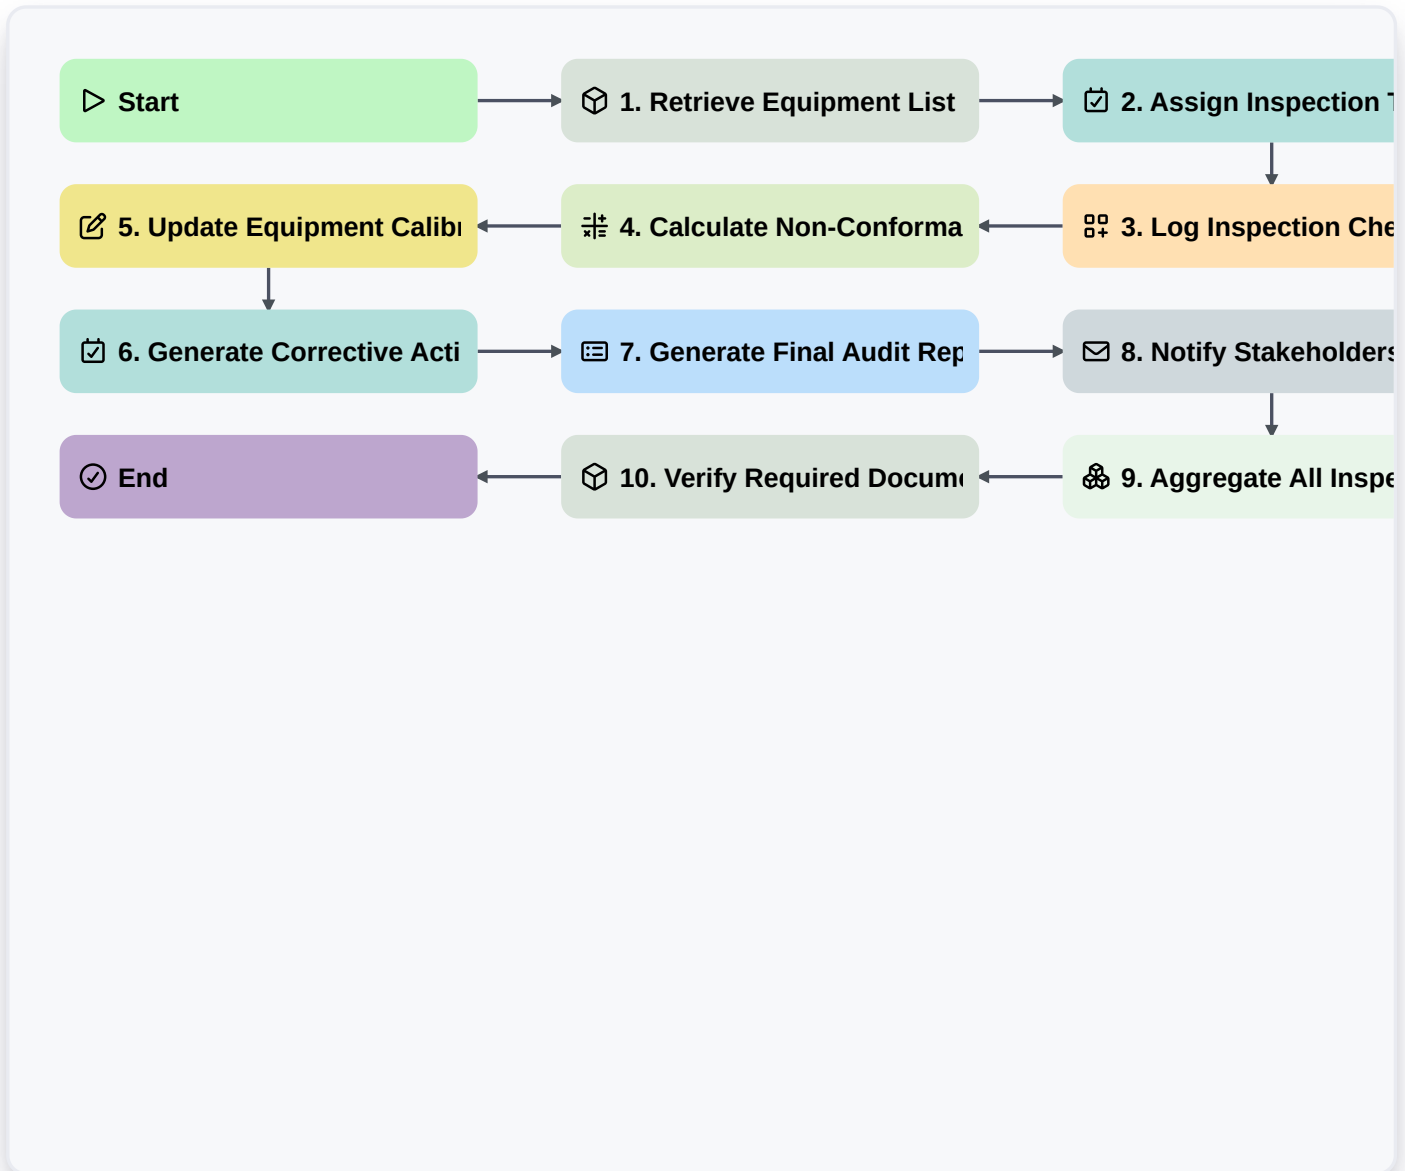 Start
1. Retrieve Equipment List
2. Assign Inspection T
5. Update Equipment Calibr
4. Calculate Non-Conforma
3. Log Inspection Che
6. Generate Corrective Acti
7. Generate Final Audit Rep
8. Notify Stakeholders
End
10. Verify Required Docume
9. Aggregate All Inspe